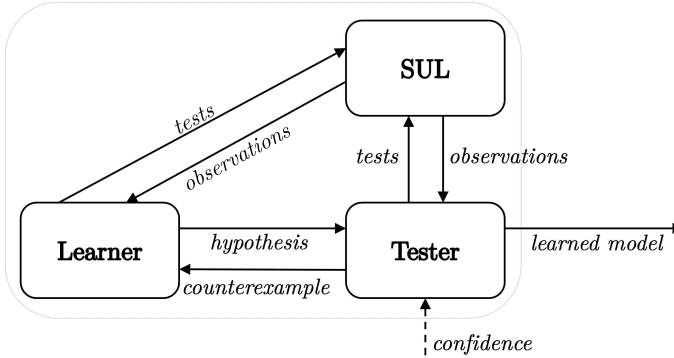 SUL
tests
observations
tests
observations
Learner
hypothesis
Tester
learned model
counterexample
confidence